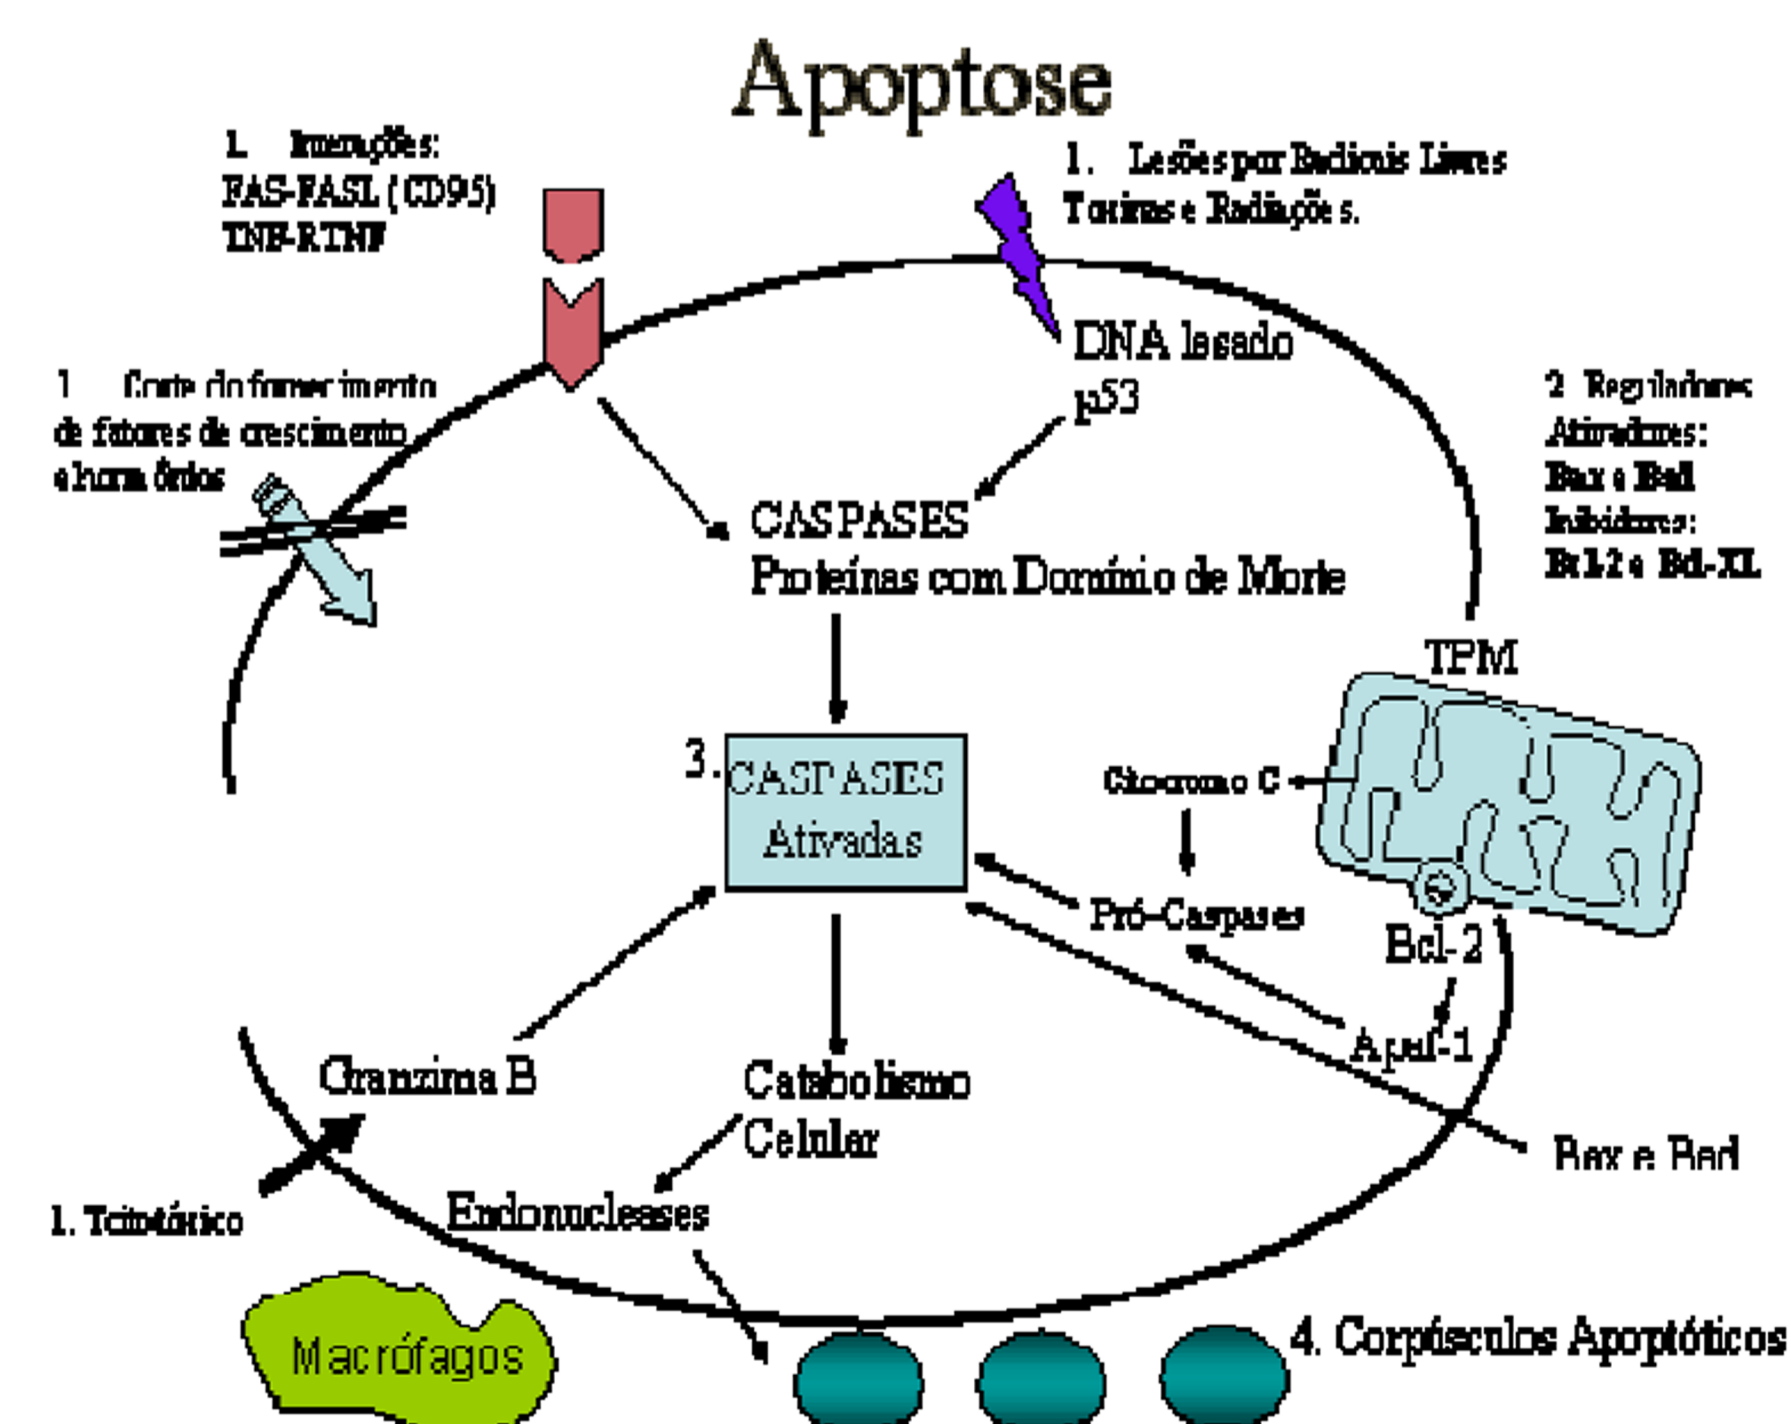 Apoptose
1. Interações:
FAS-FASL (CD95)
TNF-RTNF
1. Lesões por Radicais Livres
Toxinas e Radiações.
DNA lesado
p53
1 Corte do fornecimento
de fatores de crescimento
e hormônios
2 Reguladores
Ativadores:
Bax e Bad
Inibidores:
Bcl-2 e Bcl-XL
CASPASES
Proteínas com Domínio de Morte
TPM
3. CASPASES
Ativadas
Citocromo C
Pró-Caspases
Bcl-2
Apaf-1
Granzima B
Catabolismo
Celular
Bax e Bad
Endonucleases
1. Tcitotóxico
Macrófagos
4. Corpúsculos Apoptóticos